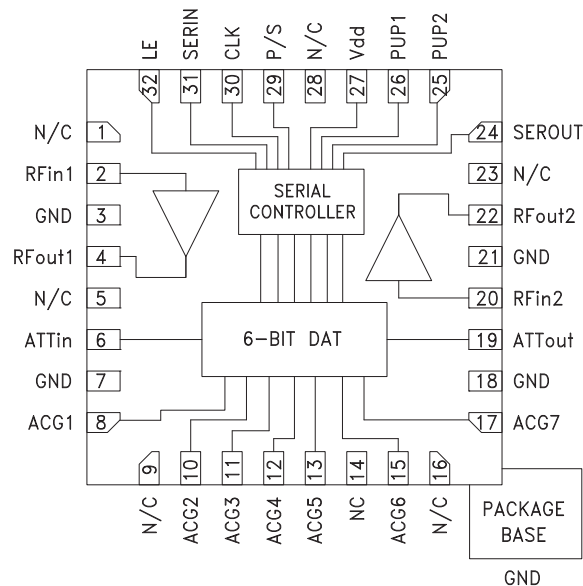 LE
SERIN
CLK
P/S
N/C
Vdd
PUP1
PUP2
32
31
30
29
28
27
26
25
N/C 1
RFin1 2
GND 3
RFout1 4
N/C 5
ATTin 6
GND 7
ACG1 8
SERIAL
CONTROLLER
6-BIT DAT
24 SEROUT
23 N/C
22 RFout2
21 GND
20 RFin2
19 ATTout
18 GND
17 ACG7
9
10
11
12
13
14
15
16
N/C
ACG2
ACG3
ACG4
ACG5
NC
ACG6
N/C
PACKAGE
BASE
GND